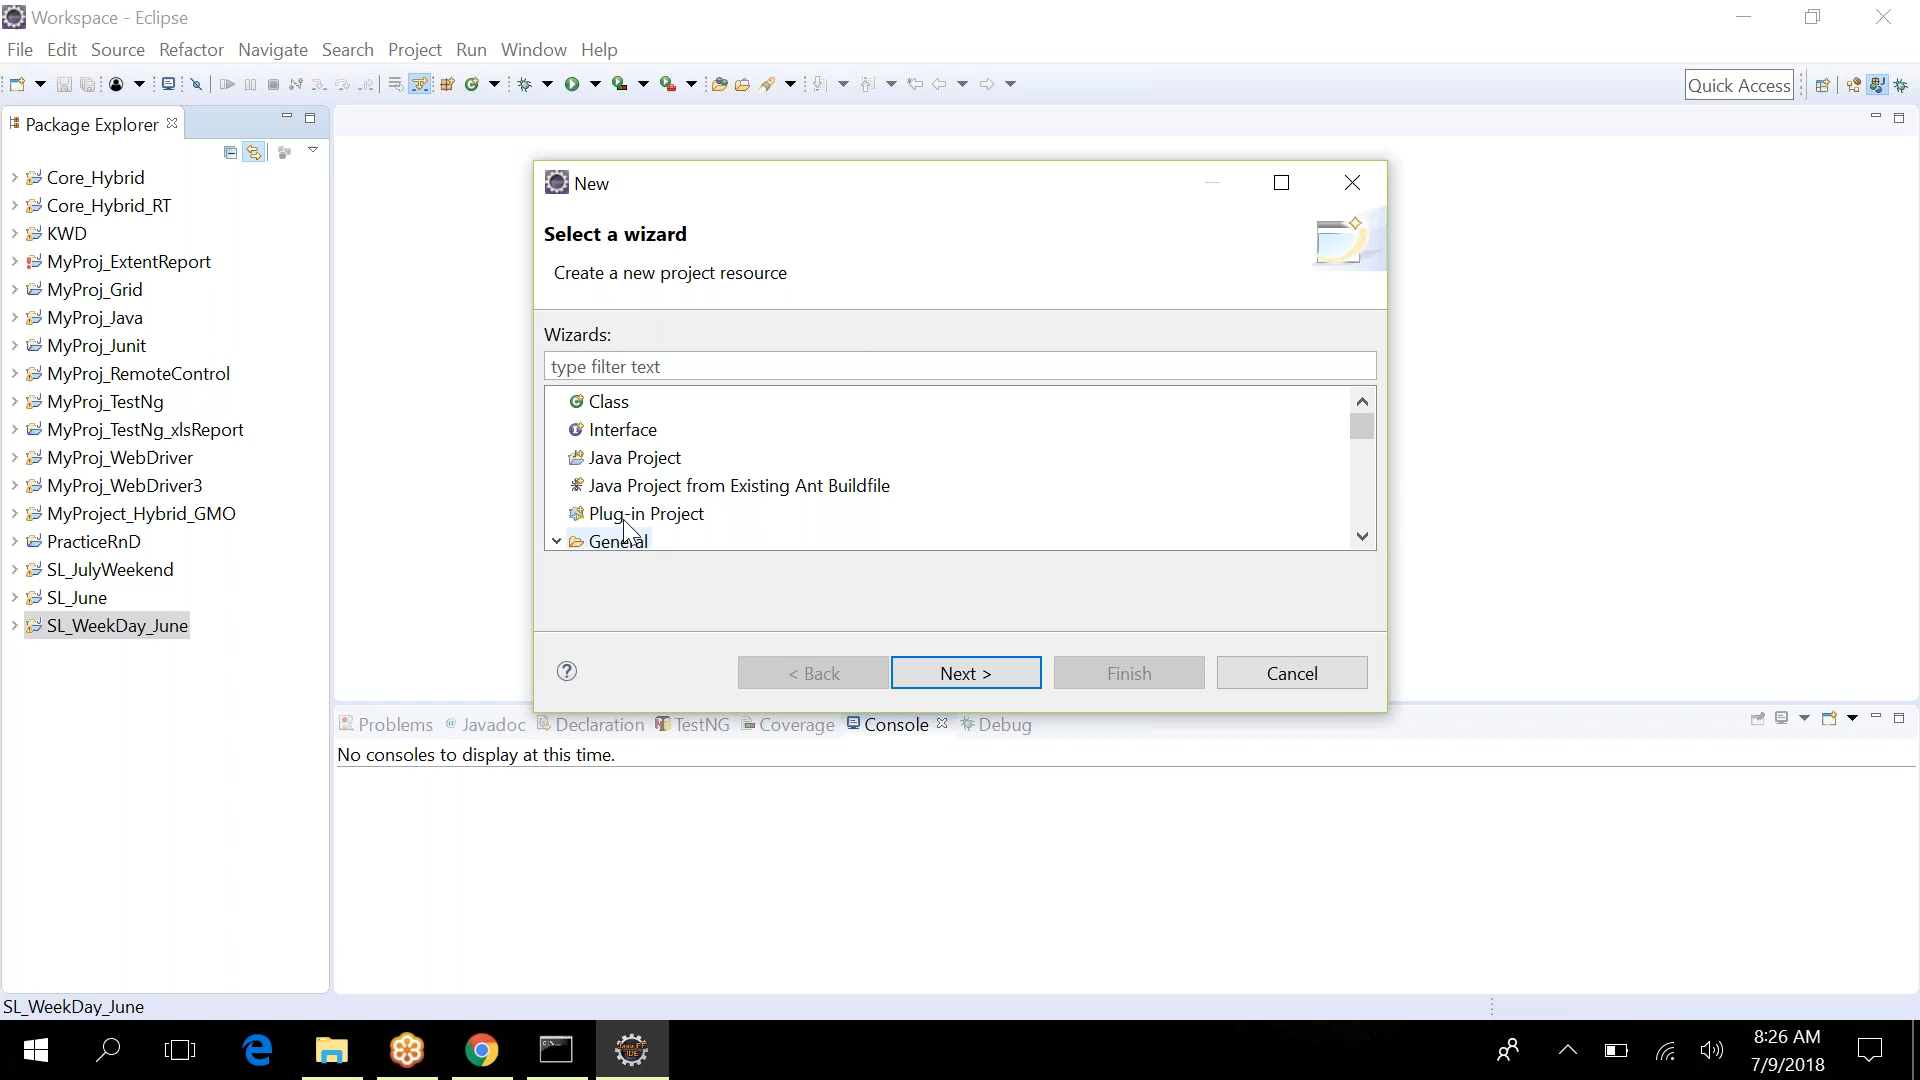 Workspace - Eclipse
File Edit Source Refactor Navigate Search Project Run Window Help
Quick Access
Package Explorer
Core_Hybrid
Core_Hybrid_RT
KWD
MyProj_ExtentReport
MyProj_Grid
MyProj_Java
MyProj_Junit
MyProj_RemoteControl
MyProj_TestNg
MyProj_TestNg_xlsReport
MyProj_WebDriver
MyProj_WebDriver3
MyProject_Hybrid_GMO
PracticeRnD
SL_JulyWeekend
SL_June
SL_WeekDay_June
New
Select a wizard
Create a new project resource
Wizards:
type filter text
Class
Interface
Java Project
Java Project from Existing Ant Buildfile
Plug-in Project
General
< Back Next > Finish Cancel
Problems Javadoc Declaration TestNG Coverage Console Debug
No consoles to display at this time.
SL_WeekDay_June
8:26 AM
7/9/2018